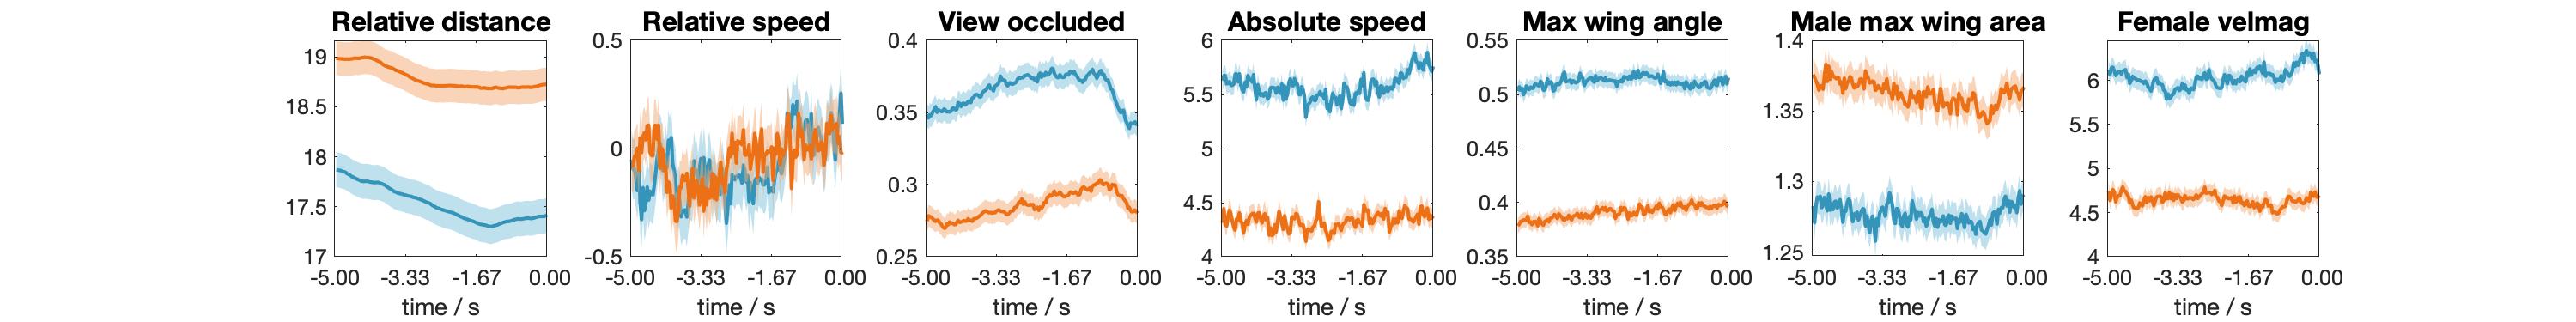 Relative distance
19
18.5
18
17.5
17
-5.00 -3.33 -1.67 0.00
time / s
Relative speed
0.5
0
-0.5
-5.00 -3.33 -1.67 0.00
time / s
View occluded
0.4
0.35
0.3
0.25
-5.00 -3.33 -1.67 0.00
time / s
Absolute speed
6
5.5
5
4.5
4
-5.00 -3.33 -1.67 0.00
time / s
Max wing angle
0.55
0.5
0.45
0.4
0.35
-5.00 -3.33 -1.67 0.00
time / s
Male max wing area
1.4
1.35
1.3
1.25
-5.00 -3.33 -1.67 0.00
time / s
Female velmag
6
5.5
5
4.5
4
-5.00 -3.33 -1.67 0.00
time / s